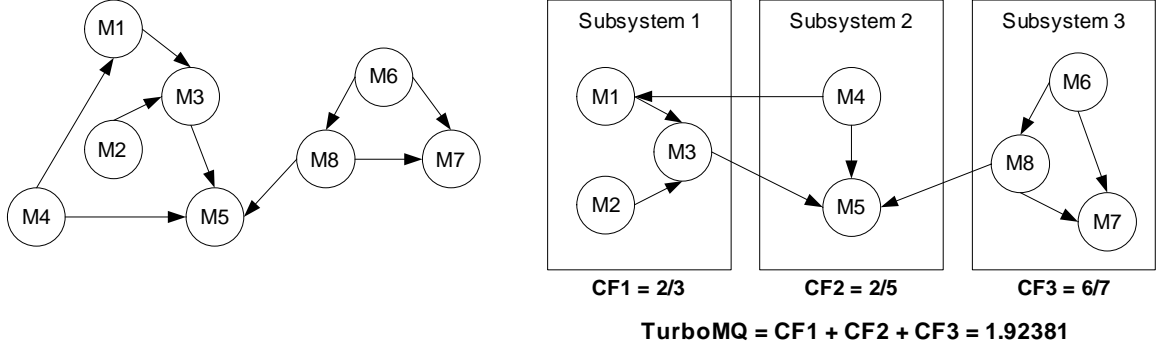 M1
M3
M2
M4
M5
M6
M8
M7
Subsystem 1
Subsystem 2
Subsystem 3
M1
M3
M2
M4
M5
M6
M8
M7
CF1 = 2/3
CF2 = 2/5
CF3 = 6/7
TurboMQ = CF1 + CF2 + CF3 = 1.92381